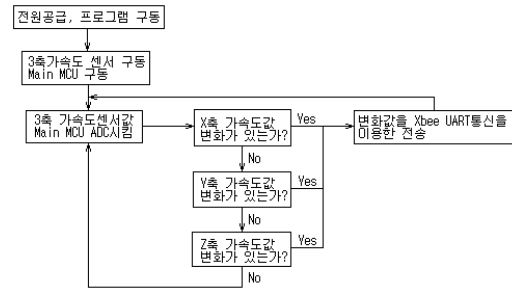 전원공급, 프로그램 구동
3축가속도 센서 구동
Main MCU 구동
3축 가속도센서값
Main MCU ADC시킴
X축 가속도값
변화가 있는가?
Yes
변화값을 Xbee UART통신을
이용한 전송
No
Y축 가속도값
변화가 있는가?
Yes
No
Z축 가속도값
변화가 있는가?
Yes
No